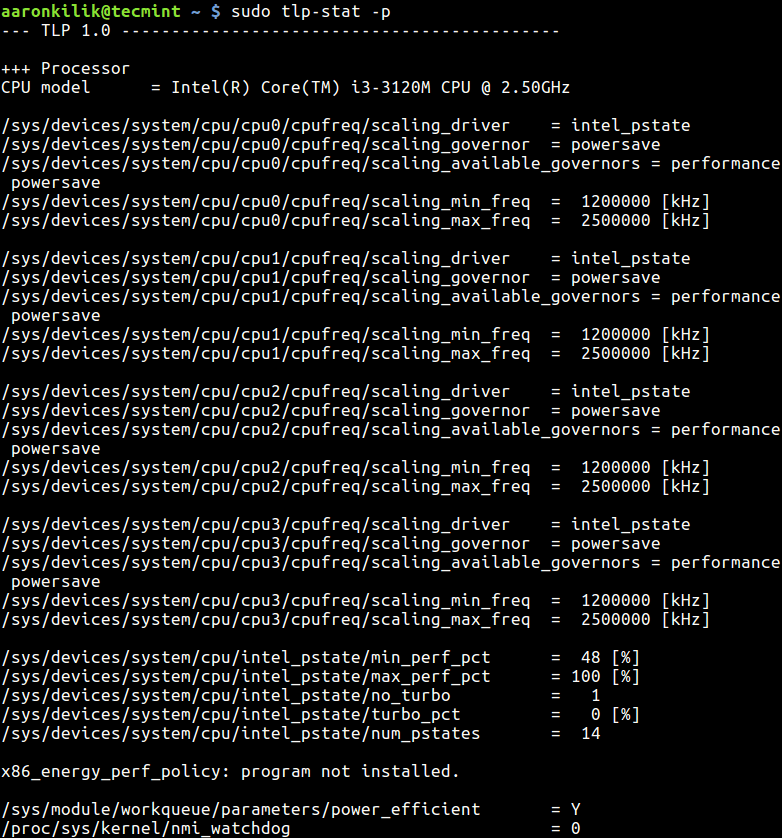 aaronkilik@tecmint ~ $ sudo tlp-stat -p
--- TLP 1.0 --------------------------------------------
+++ Processor
CPU model      = Intel(R) Core(TM) i3-3120M CPU @ 2.50GHz
/sys/devices/system/cpu/cpu0/cpufreq/scaling_driver    = intel_pstate
/sys/devices/system/cpu/cpu0/cpufreq/scaling_governor  = powersave
/sys/devices/system/cpu/cpu0/cpufreq/scaling_available_governors = performance
 powersave
/sys/devices/system/cpu/cpu0/cpufreq/scaling_min_freq  =  1200000 [kHz]
/sys/devices/system/cpu/cpu0/cpufreq/scaling_max_freq  =  2500000 [kHz]
/sys/devices/system/cpu/cpu1/cpufreq/scaling_driver    = intel_pstate
/sys/devices/system/cpu/cpu1/cpufreq/scaling_governor  = powersave
/sys/devices/system/cpu/cpu1/cpufreq/scaling_available_governors = performance
 powersave
/sys/devices/system/cpu/cpu1/cpufreq/scaling_min_freq  =  1200000 [kHz]
/sys/devices/system/cpu/cpu1/cpufreq/scaling_max_freq  =  2500000 [kHz]
/sys/devices/system/cpu/cpu2/cpufreq/scaling_driver    = intel_pstate
/sys/devices/system/cpu/cpu2/cpufreq/scaling_governor  = powersave
/sys/devices/system/cpu/cpu2/cpufreq/scaling_available_governors = performance
 powersave
/sys/devices/system/cpu/cpu2/cpufreq/scaling_min_freq  =  1200000 [kHz]
/sys/devices/system/cpu/cpu2/cpufreq/scaling_max_freq  =  2500000 [kHz]
/sys/devices/system/cpu/cpu3/cpufreq/scaling_driver    = intel_pstate
/sys/devices/system/cpu/cpu3/cpufreq/scaling_governor  = powersave
/sys/devices/system/cpu/cpu3/cpufreq/scaling_available_governors = performance
 powersave
/sys/devices/system/cpu/cpu3/cpufreq/scaling_min_freq  =  1200000 [kHz]
/sys/devices/system/cpu/cpu3/cpufreq/scaling_max_freq  =  2500000 [kHz]
/sys/devices/system/cpu/intel_pstate/min_perf_pct      =  48 [%]
/sys/devices/system/cpu/intel_pstate/max_perf_pct      = 100 [%]
/sys/devices/system/cpu/intel_pstate/no_turbo          =   1
/sys/devices/system/cpu/intel_pstate/turbo_pct         =   0 [%]
/sys/devices/system/cpu/intel_pstate/num_pstates       =  14
x86_energy_perf_policy: program not installed.
/sys/module/workqueue/parameters/power_efficient       = Y
/proc/sys/kernel/nmi_watchdog                          = 0